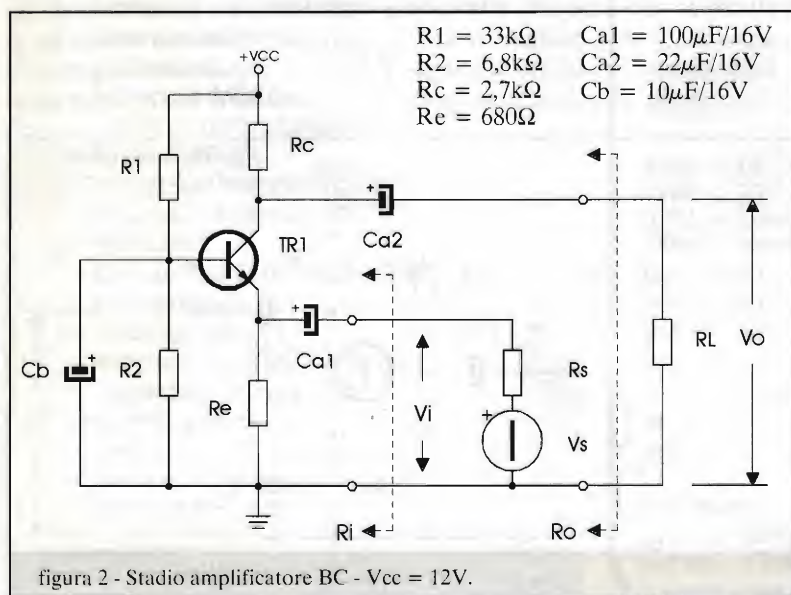 R1 = 33kΩ Ca1 = 100µF/16V
R2 = 6,8kΩ Ca2 = 22µF/16V
Rc = 2,7kΩ Cb = 10µF/16V
Re = 680Ω
+VCC
Rc
R1
TR1
Ca2
Ca1
RL
Vo
Cb
R2
Re
Vi
Rs
Vs
Ri
Ro
figura 2 - Stadio amplificatore BC - Vcc = 12V.